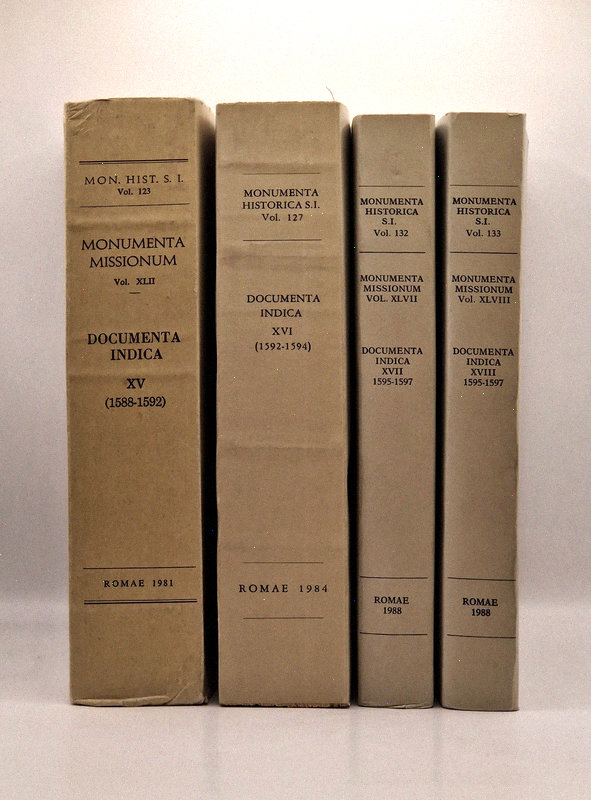 MON. HIST. S. I.
Vol. 123
MONUMENTA
MISSIONUM
Vol. XLII
DOCUMENTA
INDICA
XV
(1588-1592)
ROMAE 1981
MONUMENTA
HISTORICA S.I.
Vol. 127
DOCUMENTA
INDICA
XVI
(1592-1594)
ROMAE 1984
MONUMENTA
HISTORICA
S.I.
Vol. 132
MONUMENTA
MISSIONUM
VOL. XLVII
DOCUMENTA
INDICA
XVII
1595-1597
ROMAE
1988
MONUMENTA
HISTORICA
S.I.
Vol. 133
MONUMENTA
MISSIONUM
Vol. XLVIII
DOCUMENTA
INDICA
XVIII
1595-1597
ROMAE
1988